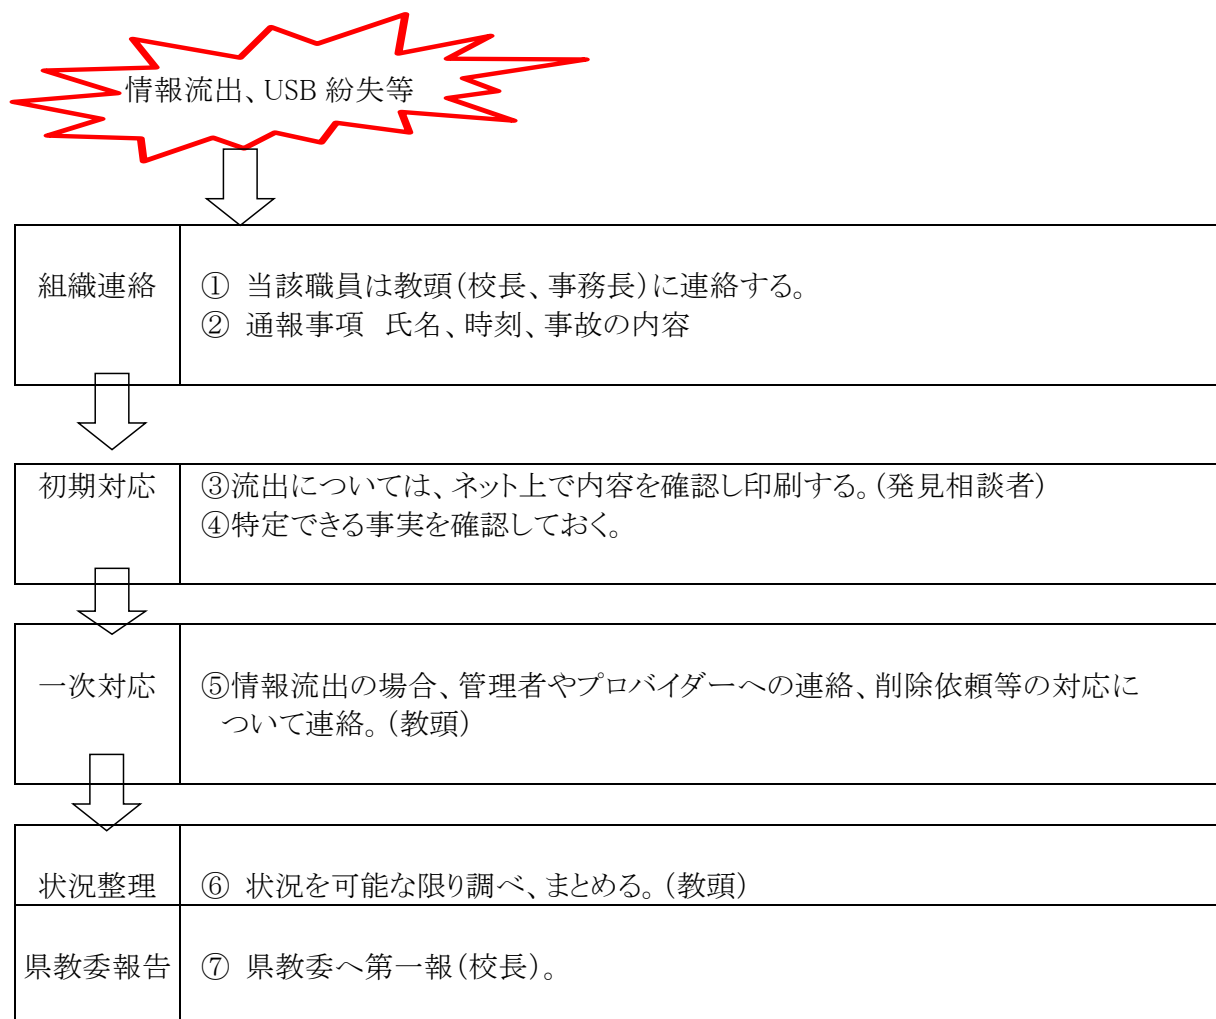 情報流出、USB 紛失等
組織連絡
① 当該職員は教頭（校長、事務長）に連絡する。
② 通報事項　氏名、時刻、事故の内容
初期対応
③流出については、ネット上で内容を確認し印刷する。（発見相談者）
④特定できる事実を確認しておく。
一次対応
⑤情報流出の場合、管理者やプロバイダーへの連絡、削除依頼等の対応に
ついて連絡。（教頭）
状況整理
⑥ 状況を可能な限り調べ、まとめる。（教頭）
県教委報告
⑦ 県教委へ第一報（校長）。